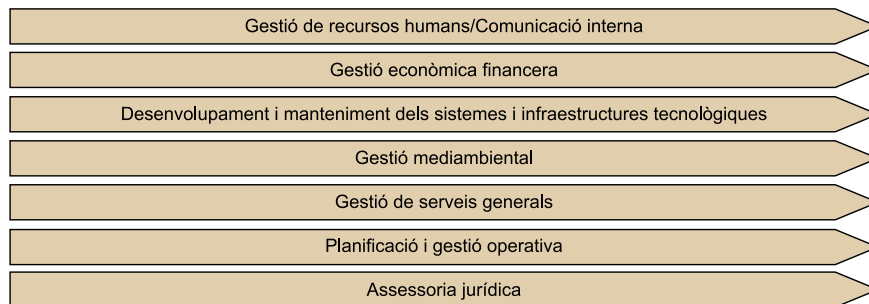 Gestió de recursos humans/Comunicació interna
Gestió econòmica financera
Desenvolupament i manteniment dels sistemes i infraestructures tecnològiques
Gestió mediambiental
Gestió de serveis generals
Planificació i gestió operativa
Assessoria jurídica